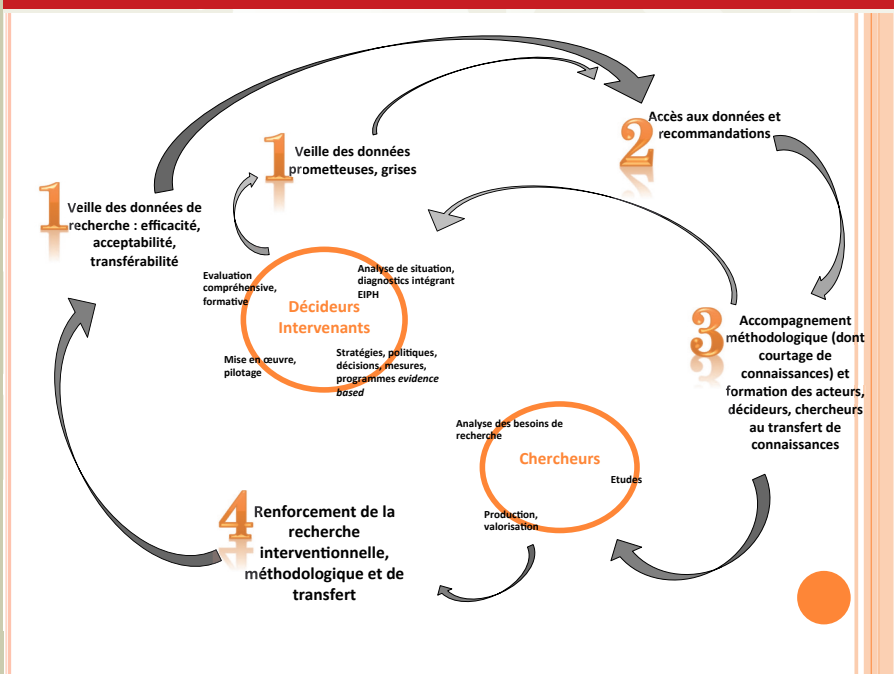 1
Veille des données de
recherche : efficacité,
acceptabilité,
transférabilité
1
Veille des données
prometteuses, grises
2
Accès aux données et
recommandations
3
Accompagnement
méthodologique (dont
courtage de
connaissances) et
formation des acteurs,
décideurs, chercheurs
au transfert de
connaissances
4
Renforcement de la
recherche
interventionnelle,
méthodologique et de
transfert
Décideurs
Intervenants
Evaluation
compréhensive,
formative
Analyse de situation,
diagnostics intégrant
EIPH
Mise en œuvre,
pilotage
Stratégies, politiques,
décisions, mesures,
programmes evidence
based
Chercheurs
Analyse des besoins de
recherche
Etudes
Production,
valorisation